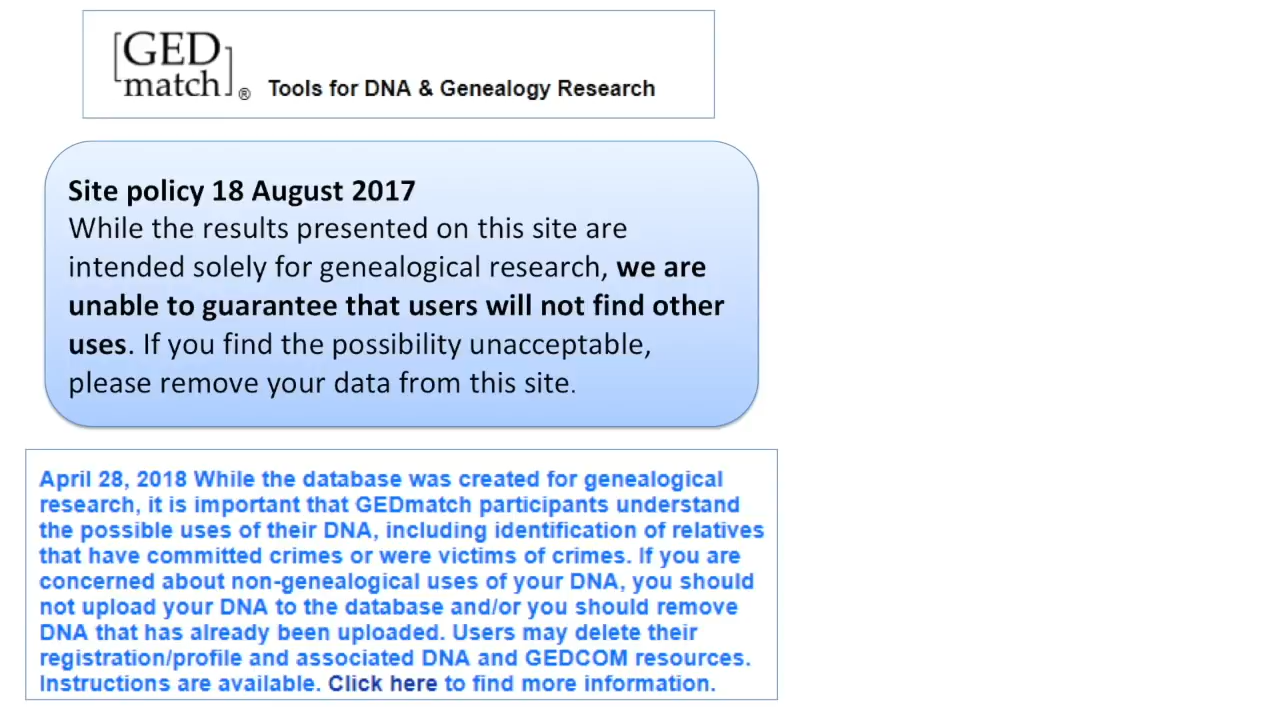 GED
match ® Tools for DNA & Genealogy Research
Site policy 18 August 2017
While the results presented on this site are
intended solely for genealogical research, we are
unable to guarantee that users will not find other
uses. If you find the possibility unacceptable,
please remove your data from this site.
April 28, 2018 While the database was created for genealogical
research, it is important that GEDmatch participants understand
the possible uses of their DNA, including identification of relatives
that have committed crimes or were victims of crimes. If you are
concerned about non-genealogical uses of your DNA, you should
not upload your DNA to the database and/or you should remove
DNA that has already been uploaded. Users may delete their
registration/profile and associated DNA and GEDCOM resources.
Instructions are available. Click here to find more information.